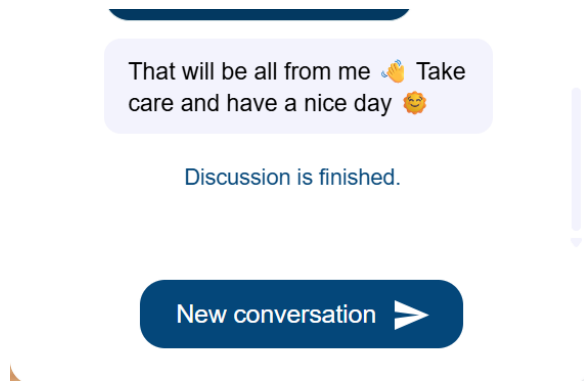 That will be all from me 👋 Take
care and have a nice day 🌞
Discussion is finished.
New conversation